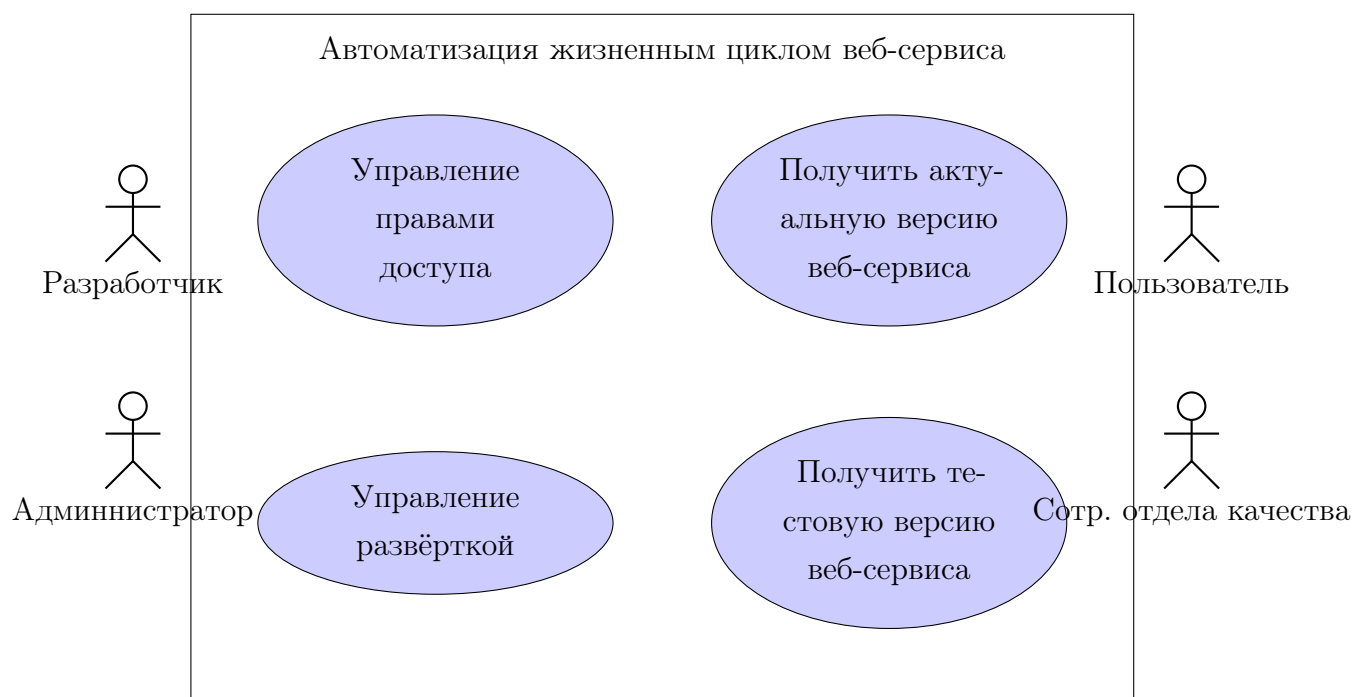 Автоматизация жизненным циклом веб-сервиса
Управление
правами
доступа
Получить акту-
альную версию
веб-сервиса
Разработчик
Пользователь
Админнистратор
Управление
развёрткой
Получить те-
стовую версию
веб-сервиса
Сотр. отдела качества